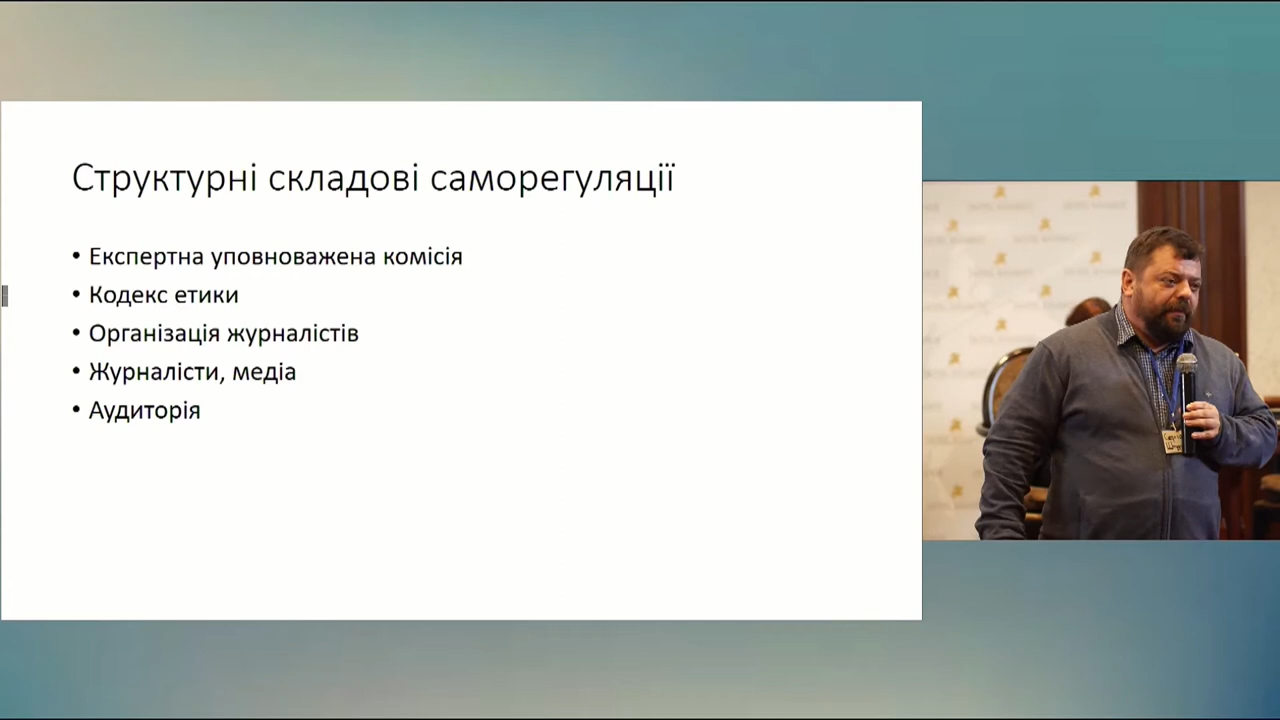 Структурні складові саморегуляції
• Експертна уповноважена комісія
• Кодекс етики
• Організація журналістів
• Журналісти, медіа
• Аудиторія